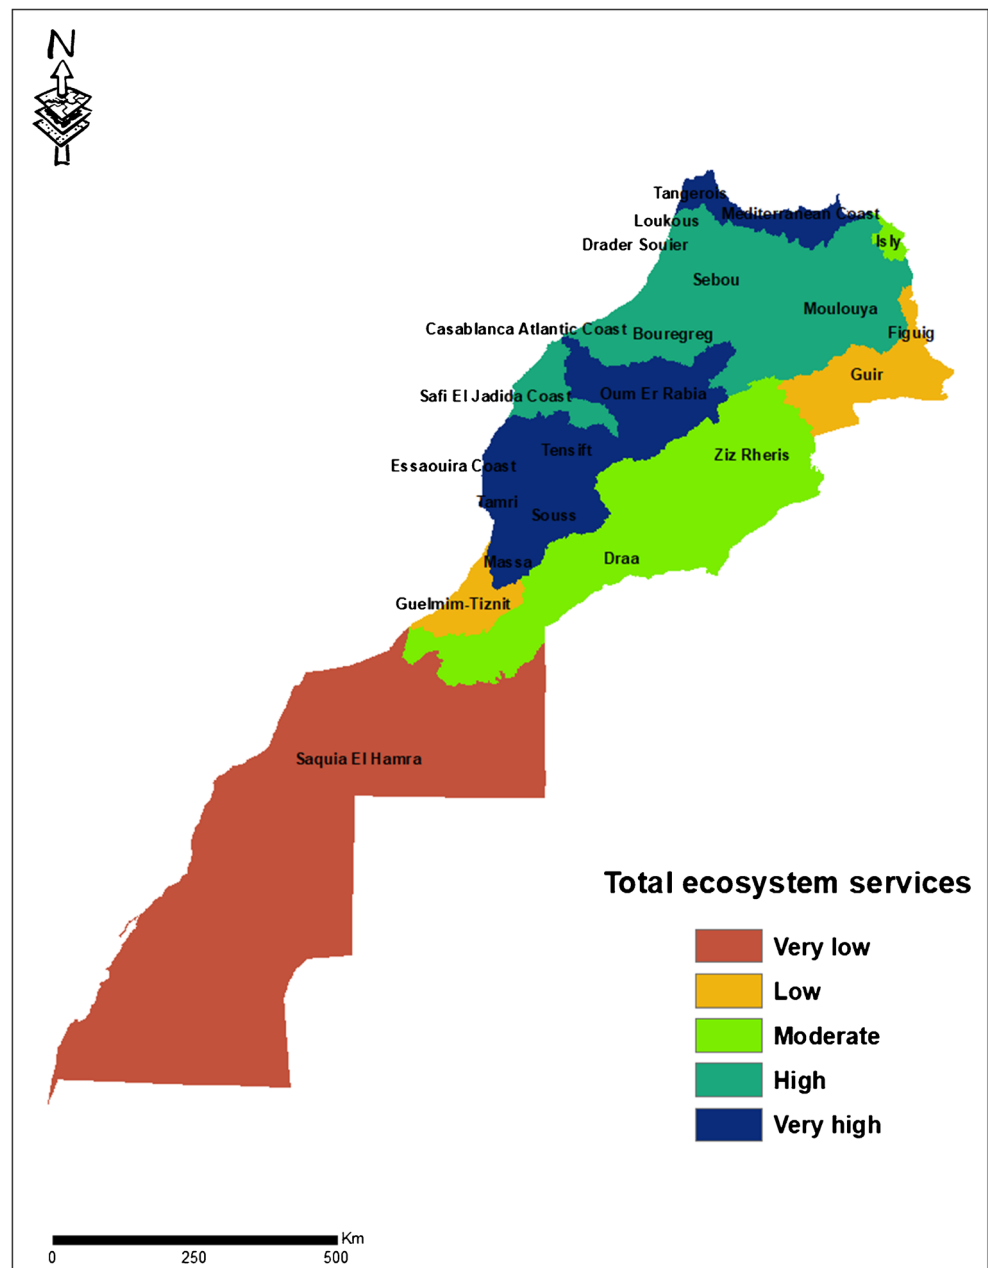 N
Tangerois
Mediterranean Coast
Loukous
Isly
Drader Souier
Sebou
Moulouya
Casablanca Atlantic Coast
Bouregreg
Figuig
Guir
Safi El Jadida Coast
Oum Er Rabia
Tensift
Ziz Rheris
Essaouira Coast
Tamri
Souss
Massa
Draa
Guelmim-Tiznit
Saquia El Hamra
Total ecosystem services
Very low
Low
Moderate
High
Very high
Km
0 250 500